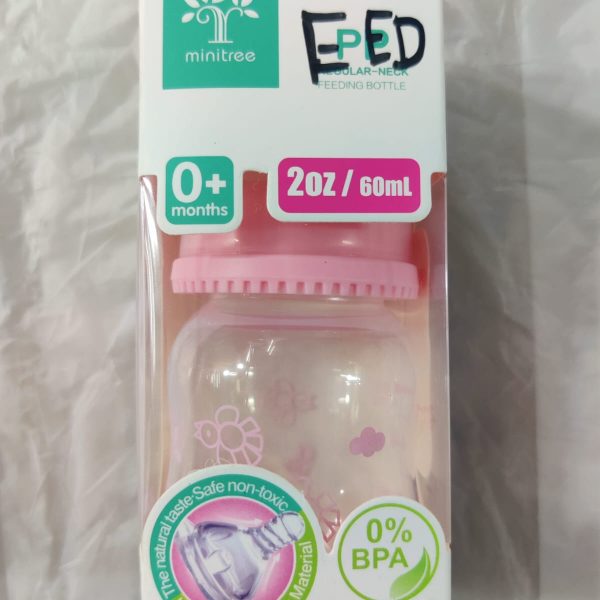 minitree
E ED
PP
REGULAR-NECK
FEEDING BOTTLE
0+
months
2oz / 60mL
The natural taste·Safe non-toxic
Material
0%
BPA